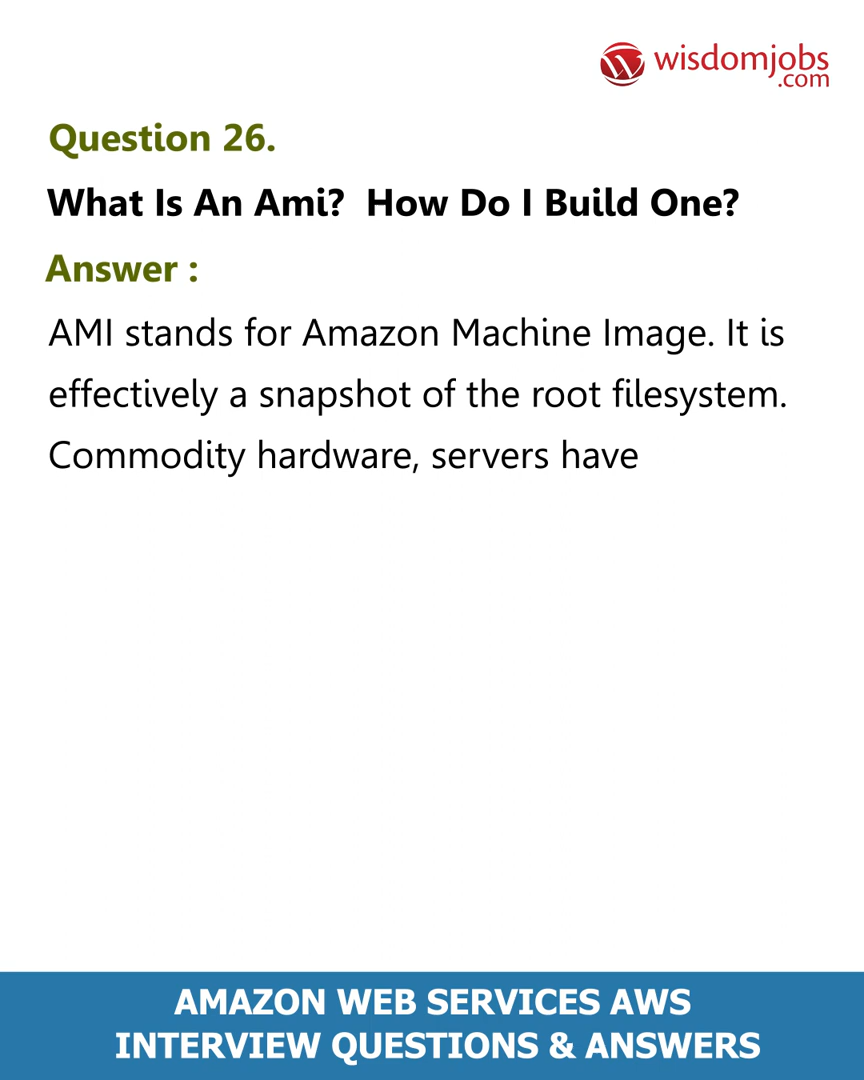 wisdomjobs
.com
Question 26.
What Is An Ami? How Do I Build One?
Answer :
AMI stands for Amazon Machine Image. It is
effectively a snapshot of the root filesystem.
Commodity hardware, servers have
AMAZON WEB SERVICES AWS
INTERVIEW QUESTIONS & ANSWERS